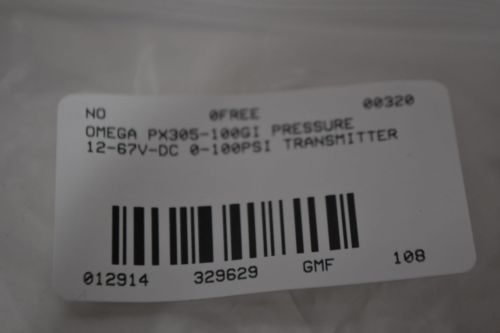 NO 0FREE 00320
OMEGA PX305-100GI PRESSURE
12-67V-DC 0-100PSI TRANSMITTER
012914 329629 GMF 108